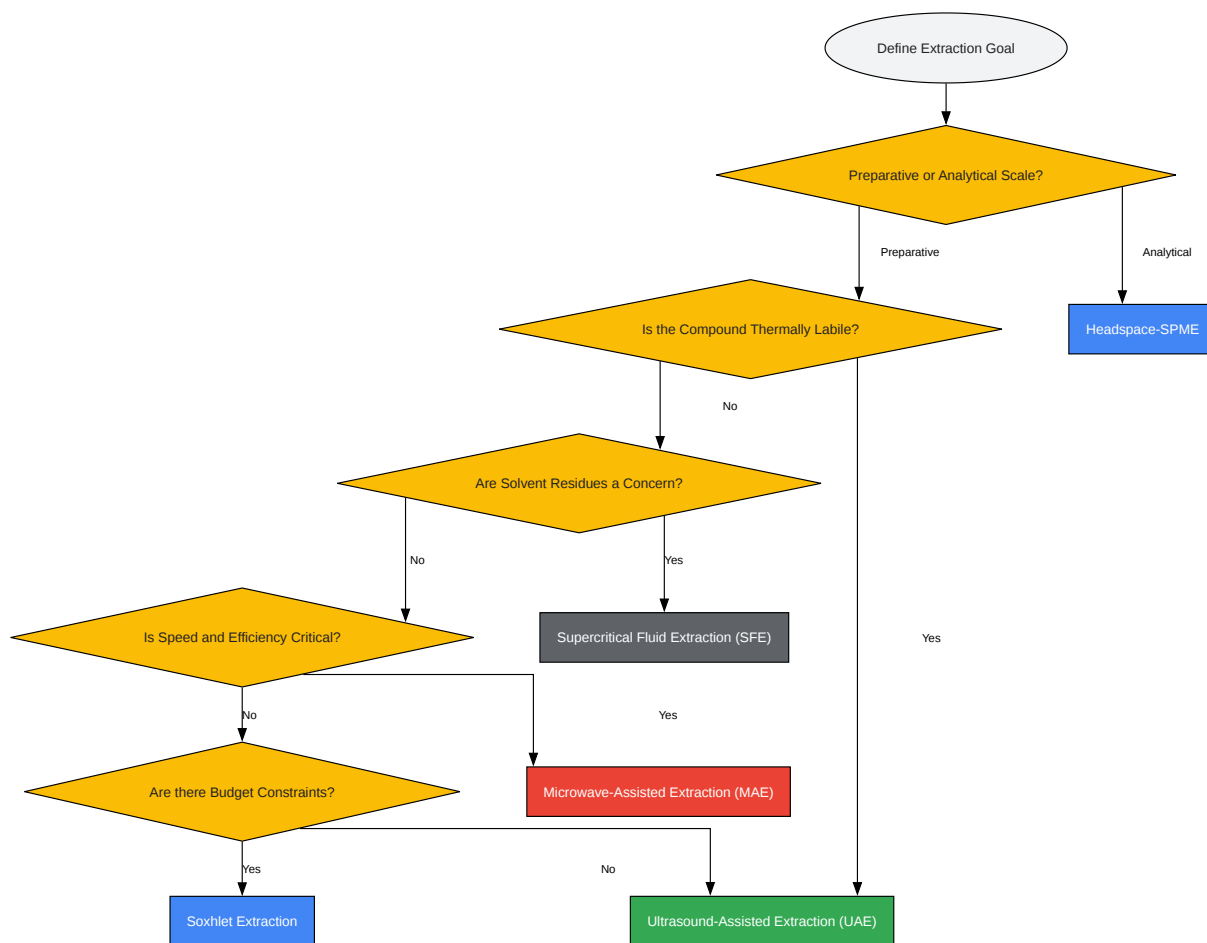 Define Extraction Goal
Preparative or Analytical Scale?
Preparative
Analytical
Is the Compound Thermally Labile?
Headspace-SPME
No
Are Solvent Residues a Concern?
No
Yes
Is Speed and Efficiency Critical?
Supercritical Fluid Extraction (SFE)
Yes
No
Yes
Are there Budget Constraints?
Microwave-Assisted Extraction (MAE)
Yes
No
Soxhlet Extraction
Ultrasound-Assisted Extraction (UAE)